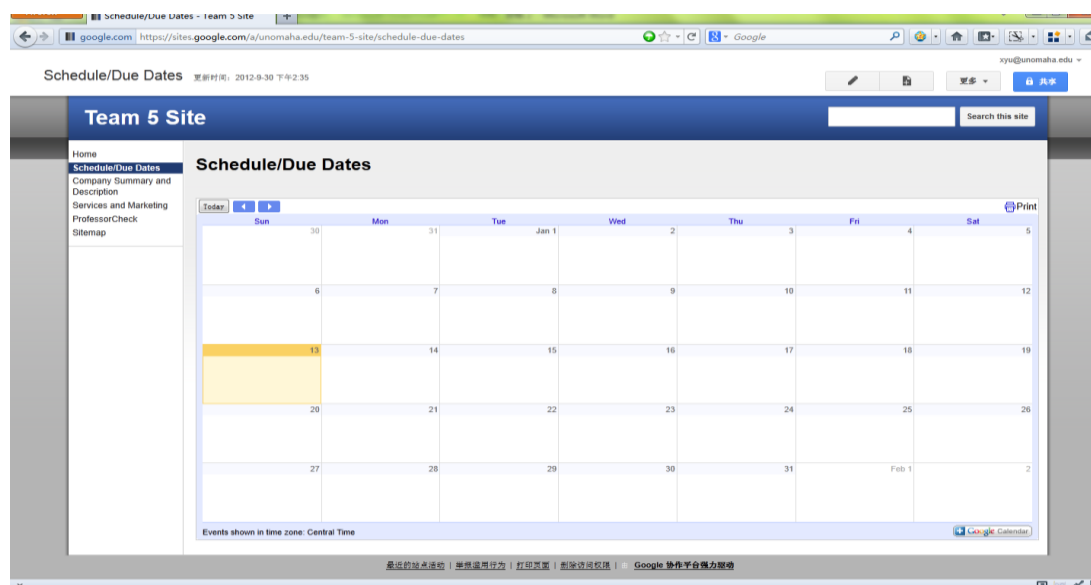 Schedule/Due Dates - Team 5 Site
google.com https://sites.google.com/a/unomaha.edu/team-5-site/schedule-due-dates
Google
xyu@unomaha.edu
Schedule/Due Dates 更新时间: 2012-9-30 下午2:35
更多
共享
Team 5 Site
Search this site
Home
Schedule/Due Dates
Company Summary and
Description
Services and Marketing
ProfessorCheck
Sitemap
Schedule/Due Dates
Today
Print
Sun Mon Tue Wed Thu Fri Sat
30 31 Jan 1 2 3 4 5
6 7 8 9 10 11 12
13 14 15 16 17 18 19
20 21 22 23 24 25 26
27 28 29 30 31 Feb 1 2
Events shown in time zone: Central Time
Google Calendar
最近的站点活动 | 举报滥用行为 | 打印页面 | 删除访问权限 | 由 Google 协作平台强力驱动